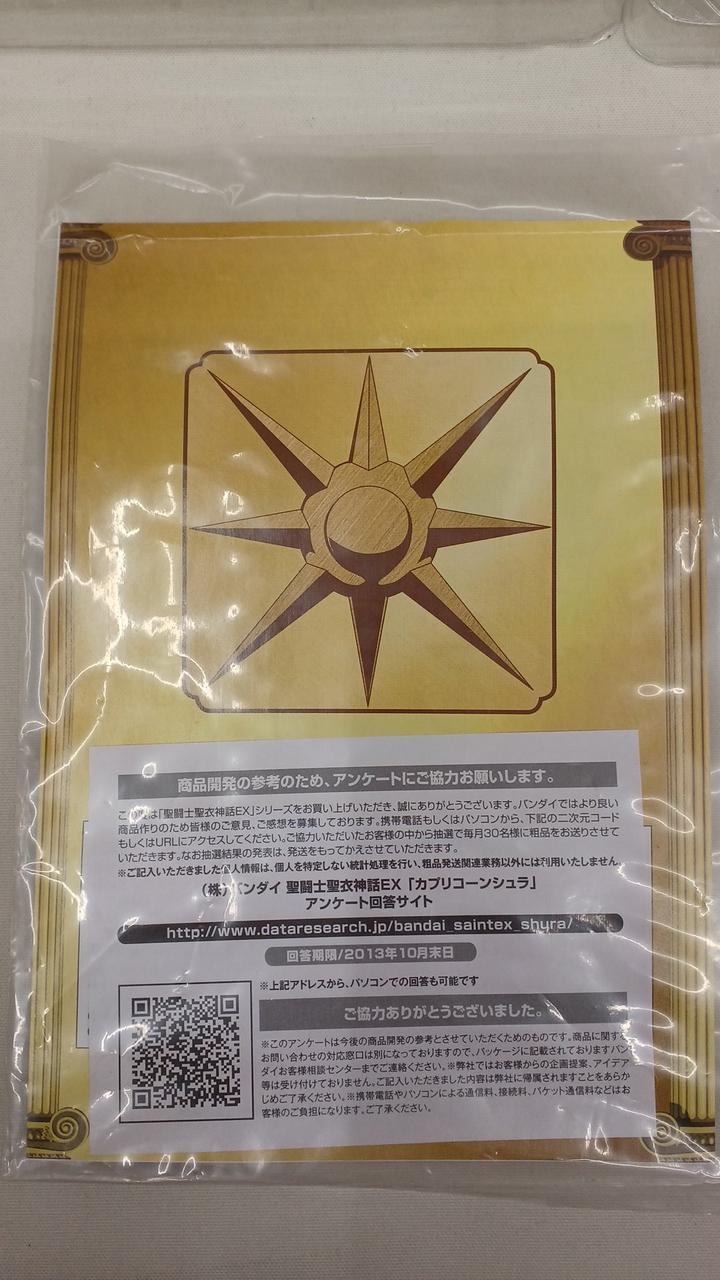 商品開発の参考のため、アンケートにご協力お願いします。
この度は「聖闘士聖衣神話EX」シリーズをお買い上げいただき、誠にありがとうございます。バンダイではより良い
商品作りのため皆様のご意見、ご感想を募集しております。携帯電話もしくはパソコンから、下記の二次元コード
もしくはURLにアクセスしてください。ご協力いただいたお客様の中から抽選で毎月30名様に粗品をお送りさせて
いただきます。なお抽選結果の発表は、発送をもってかえさせていただきます。
※ご記入いただきました個人情報は、個人を特定しない統計処理を行い、粗品発送関連業務以外には利用いたしません。
(株)バンダイ 聖闘士聖衣神話EX「カプリコーンシュラ」
アンケート回答サイト
http://www.dataresearch.jp/bandai_saintex_shura/
回答期限/2013年10月末日
※上記アドレスから、パソコンでの回答も可能です
ご協力ありがとうございました。
※このアンケートは今後の商品開発の参考とさせていただくためのものです。商品に関する
お問い合わせの対応窓口は別になっておりますので、パッケージに記載されておりますバン
ダイお客様相談センターまでご連絡ください。※弊社ではお客様からの企画提案、アイデア
等は受け付けておりません。ご記入いただきました内容は弊社に帰属されますことをあらか
じめご了承ください。※携帯電話やパソコンによる通信料、接続料、パケット通信料などはお
客様のご負担になります。ご了承ください。